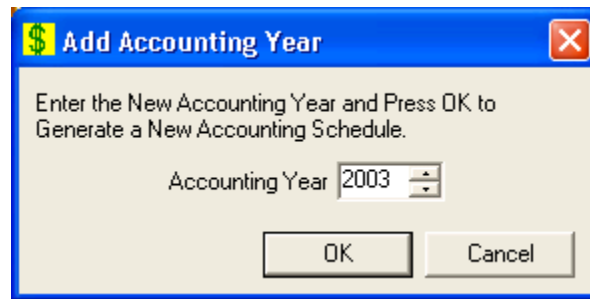 $ Add Accounting Year
Enter the New Accounting Year and Press OK to
Generate a New Accounting Schedule.
Accounting Year 2003
OK Cancel